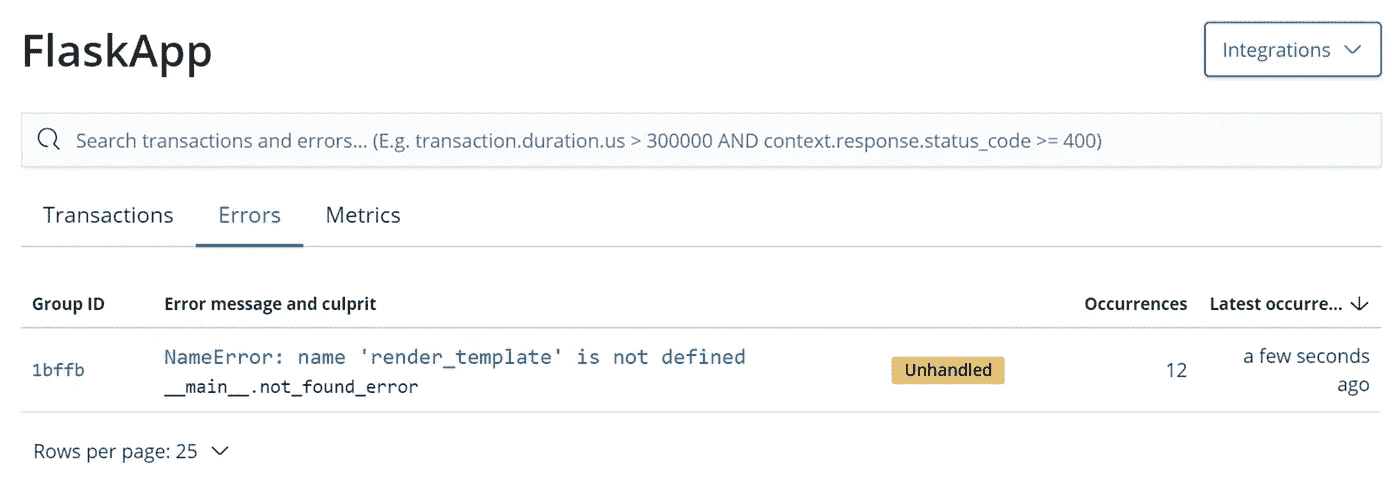 FlaskApp
Integrations
Search transactions and errors... (E.g. transaction.duration.us > 300000 AND context.response.status_code >= 400)
Transactions Errors Metrics
Group ID Error message and culprit Occurrences Latest occurre...
NameError: name 'render_template' is not defined
1bffb Unhandled 12 a few seconds ago
__main__.not_found_error
Rows per page: 25